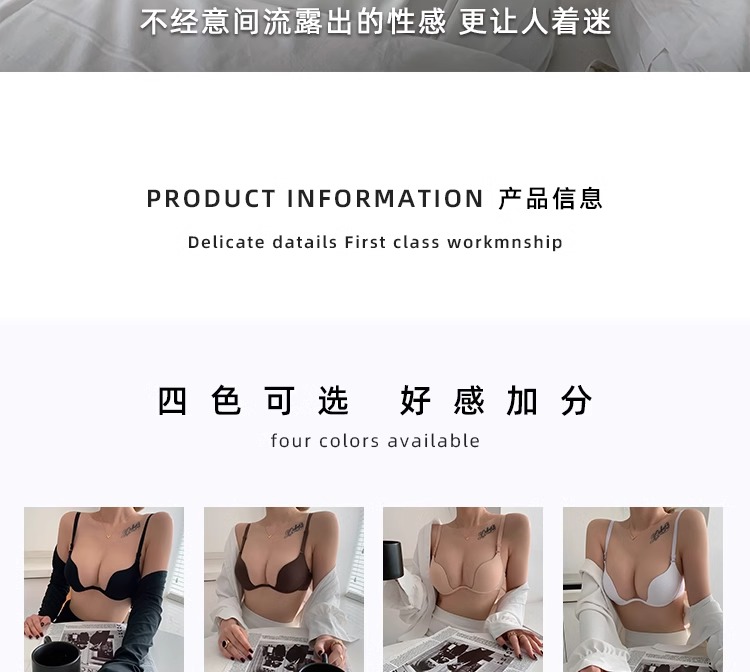 不经意间流露出的性感 更让人着迷
PRODUCT INFORMATION 产品信息
Delicate datails First class workmnship
四色可选 好感加分
four colors available